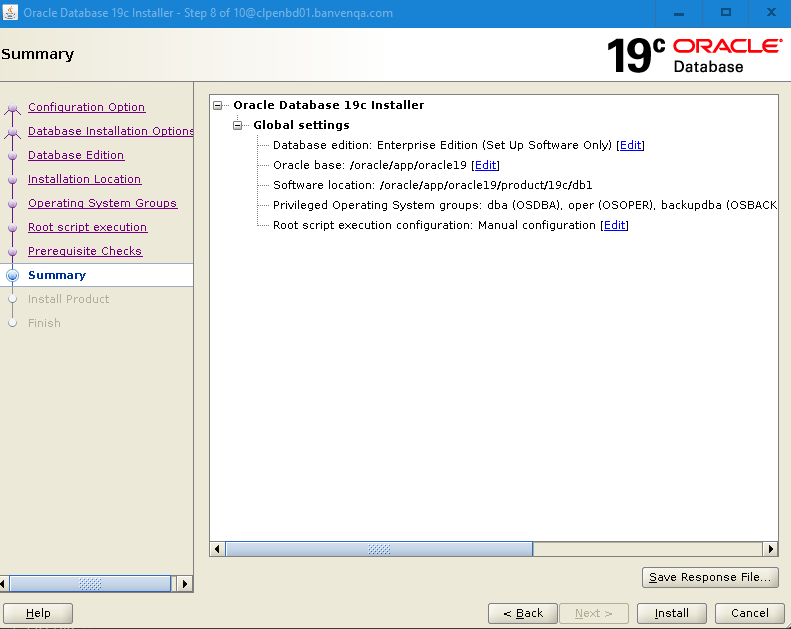 Oracle Database 19c Installer - Step 8 of 10@clpenbd01.banvenqa.com
Summary
19c ORACLE
Database
Configuration Option
Database Installation Options
Database Edition
Installation Location
Operating System Groups
Root script execution
Prerequisite Checks
Summary
Install Product
Finish
Oracle Database 19c Installer
Global settings
Database edition: Enterprise Edition (Set Up Software Only) [Edit]
Oracle base: /oracle/app/oracle19 [Edit]
Software location: /oracle/app/oracle19/product/19c/db1
Privileged Operating System groups: dba (OSDBA), oper (OSOPER), backupdba (OSBACK
Root script execution configuration: Manual configuration [Edit]
Save Response File...
Help
< Back
Next >
Install
Cancel